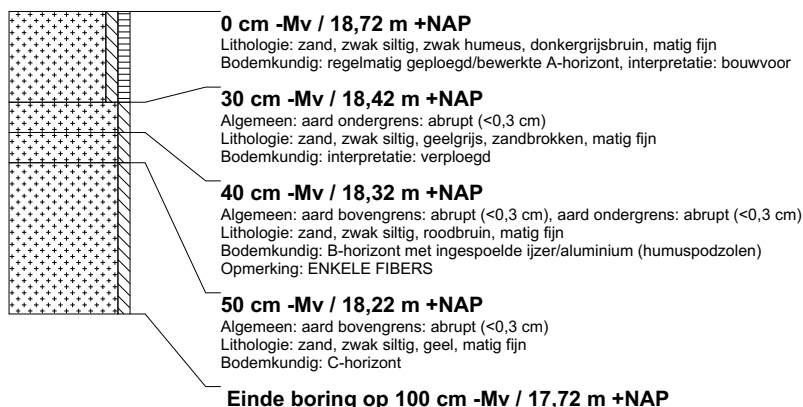 0 cm -Mv / 18,72 m +NAP
Lithologie: zand, zwak siltig, zwak humeus, donkergrijsbruin, matig fijn
Bodemkundig: regelmatig geploegd/bewerkte A-horizont, interpretatie: bouwvoor
30 cm -Mv / 18,42 m +NAP
Algemeen: aard ondergrens: abrupt (<0,3 cm)
Lithologie: zand, zwak siltig, geelgrijs, zandbrokken, matig fijn
Bodemkundig: interpretatie: verploegd
40 cm -Mv / 18,32 m +NAP
Algemeen: aard bovengrens: abrupt (<0,3 cm), aard ondergrens: abrupt (<0,3 cm)
Lithologie: zand, zwak siltig, roodbruin, matig fijn
Bodemkundig: B-horizont met ingespoelde ijzer/aluminium (humuspodzolen)
Opmerking: ENKELE FIBERS
50 cm -Mv / 18,22 m +NAP
Algemeen: aard bovengrens: abrupt (<0,3 cm)
Lithologie: zand, zwak siltig, geel, matig fijn
Bodemkundig: C-horizont
Einde boring op 100 cm -Mv / 17,72 m +NAP